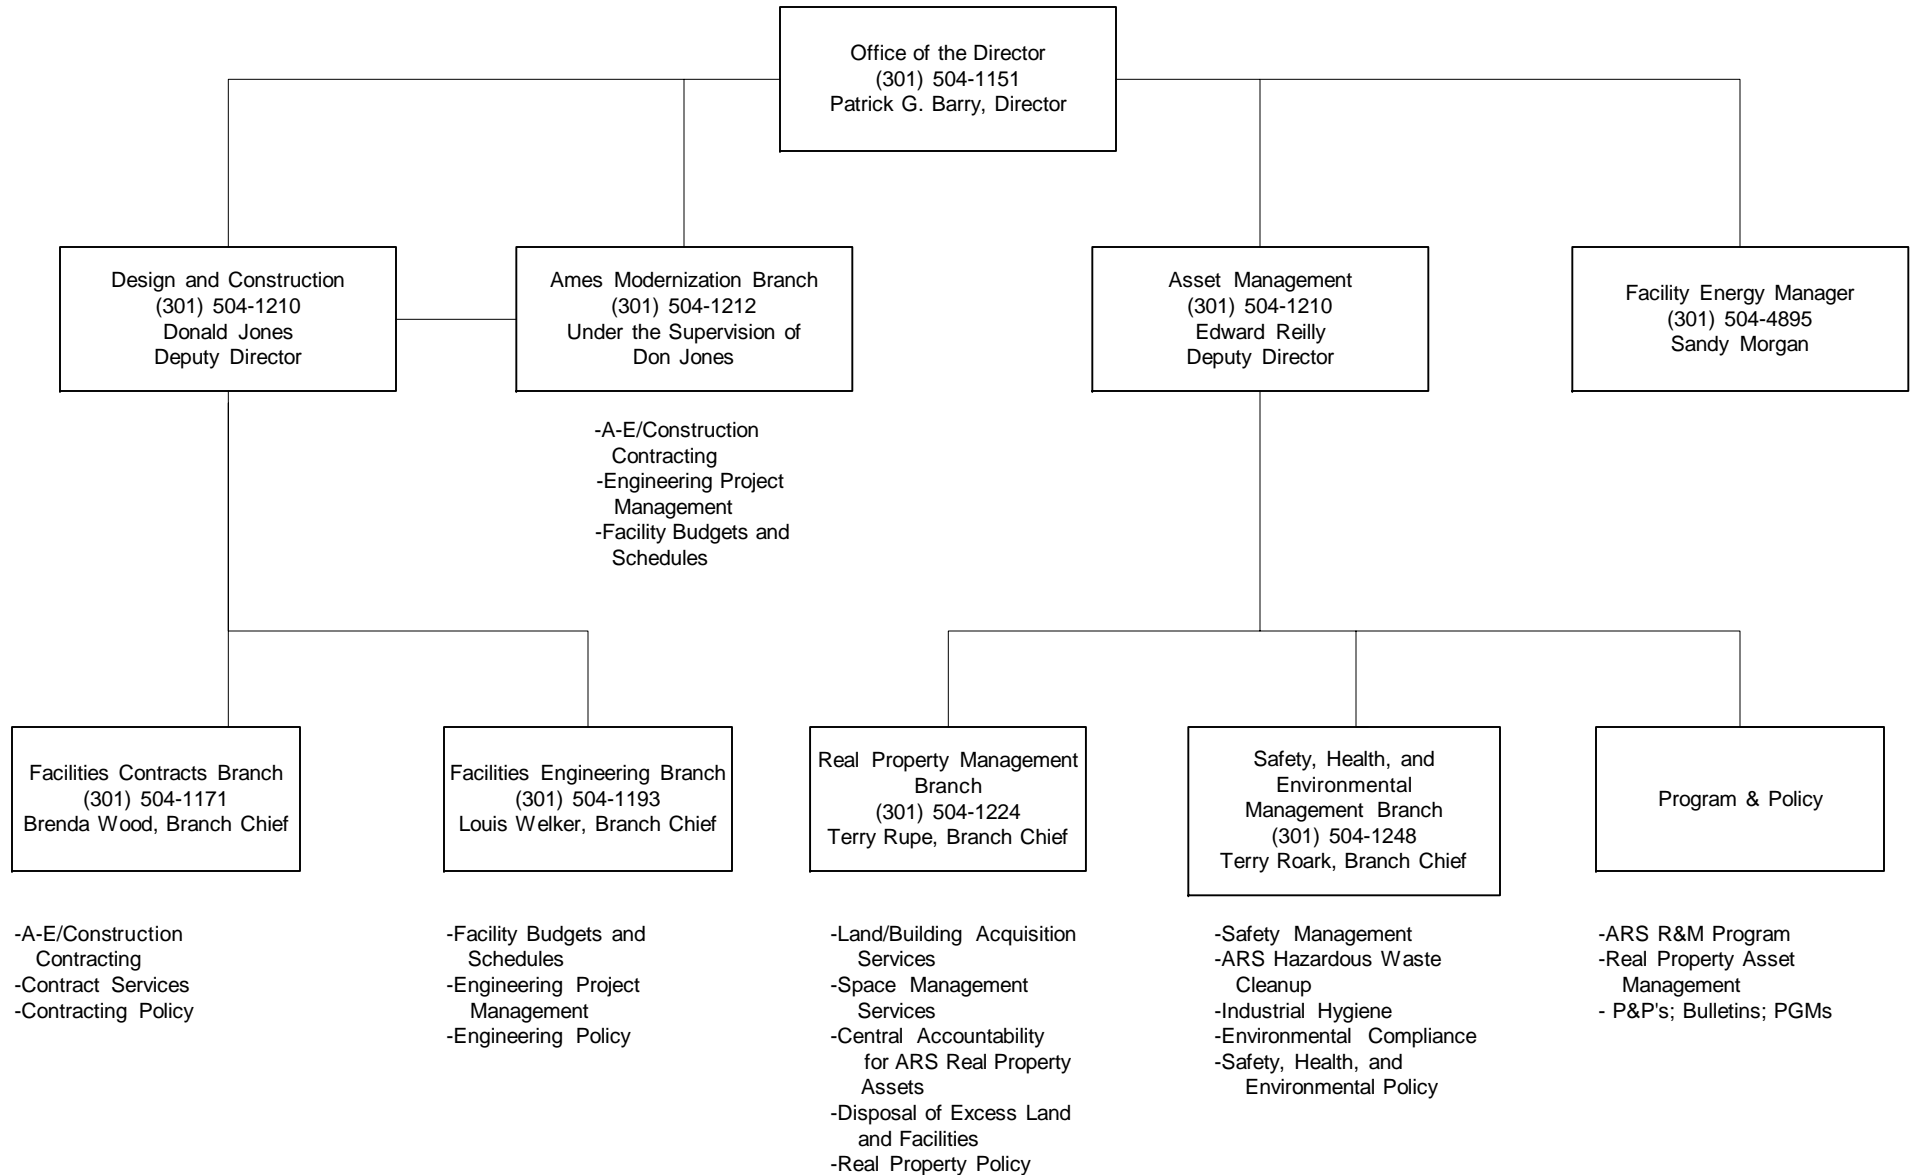 Office of the Director
(301) 504-1151
Patrick G. Barry, Director
Design and Construction
(301) 504-1210
Donald Jones
Deputy Director
Ames Modernization Branch
(301) 504-1212
Under the Supervision of
Don Jones
-A-E/Construction
Contracting
-Engineering Project
Management
-Facility Budgets and
Schedules
Asset Management
(301) 504-1210
Edward Reilly
Deputy Director
Facility Energy Manager
(301) 504-4895
Sandy Morgan
Facilities Contracts Branch
(301) 504-1171
Brenda Wood, Branch Chief
-A-E/Construction
Contracting
-Contract Services
-Contracting Policy
Facilities Engineering Branch
(301) 504-1193
Louis Welker, Branch Chief
-Facility Budgets and
Schedules
-Engineering Project
Management
-Engineering Policy
Real Property Management
Branch
(301) 504-1224
Terry Rupe, Branch Chief
-Land/Building Acquisition
Services
-Space Management
Services
-Central Accountability
for ARS Real Property
Assets
-Disposal of Excess Land
and Facilities
-Real Property Policy
Safety, Health, and
Environmental
Management Branch
(301) 504-1248
Terry Roark, Branch Chief
-Safety Management
-ARS Hazardous Waste
Cleanup
-Industrial Hygiene
-Environmental Compliance
-Safety, Health, and
Environmental Policy
Program & Policy
-ARS R&M Program
-Real Property Asset
Management
- P&P's; Bulletins; PGMs